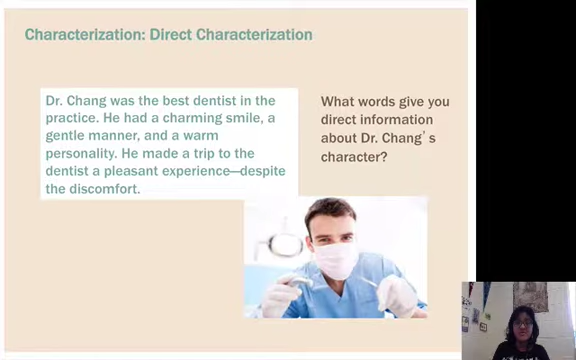 Characterization: Direct Characterization
Dr. Chang was the best dentist in the
practice. He had a charming smile, a
gentle manner, and a warm
personality. He made a trip to the
dentist a pleasant experience—despite
the discomfort.
What words give you
direct information
about Dr. Chang's
character?